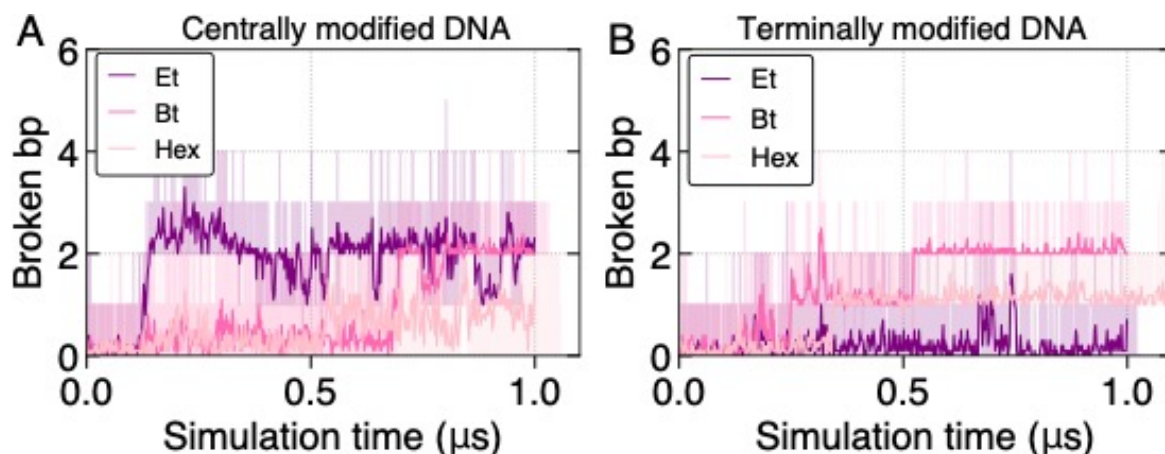 A
Centrally modified DNA
Broken bp
6
4
2
0
Et
Bt
Hex
0.0
0.5
1.0
Simulation time (μs)
B
Terminally modified DNA
Broken bp
6
4
2
0
Et
Bt
Hex
0.0
0.5
1.0
Simulation time (μs)